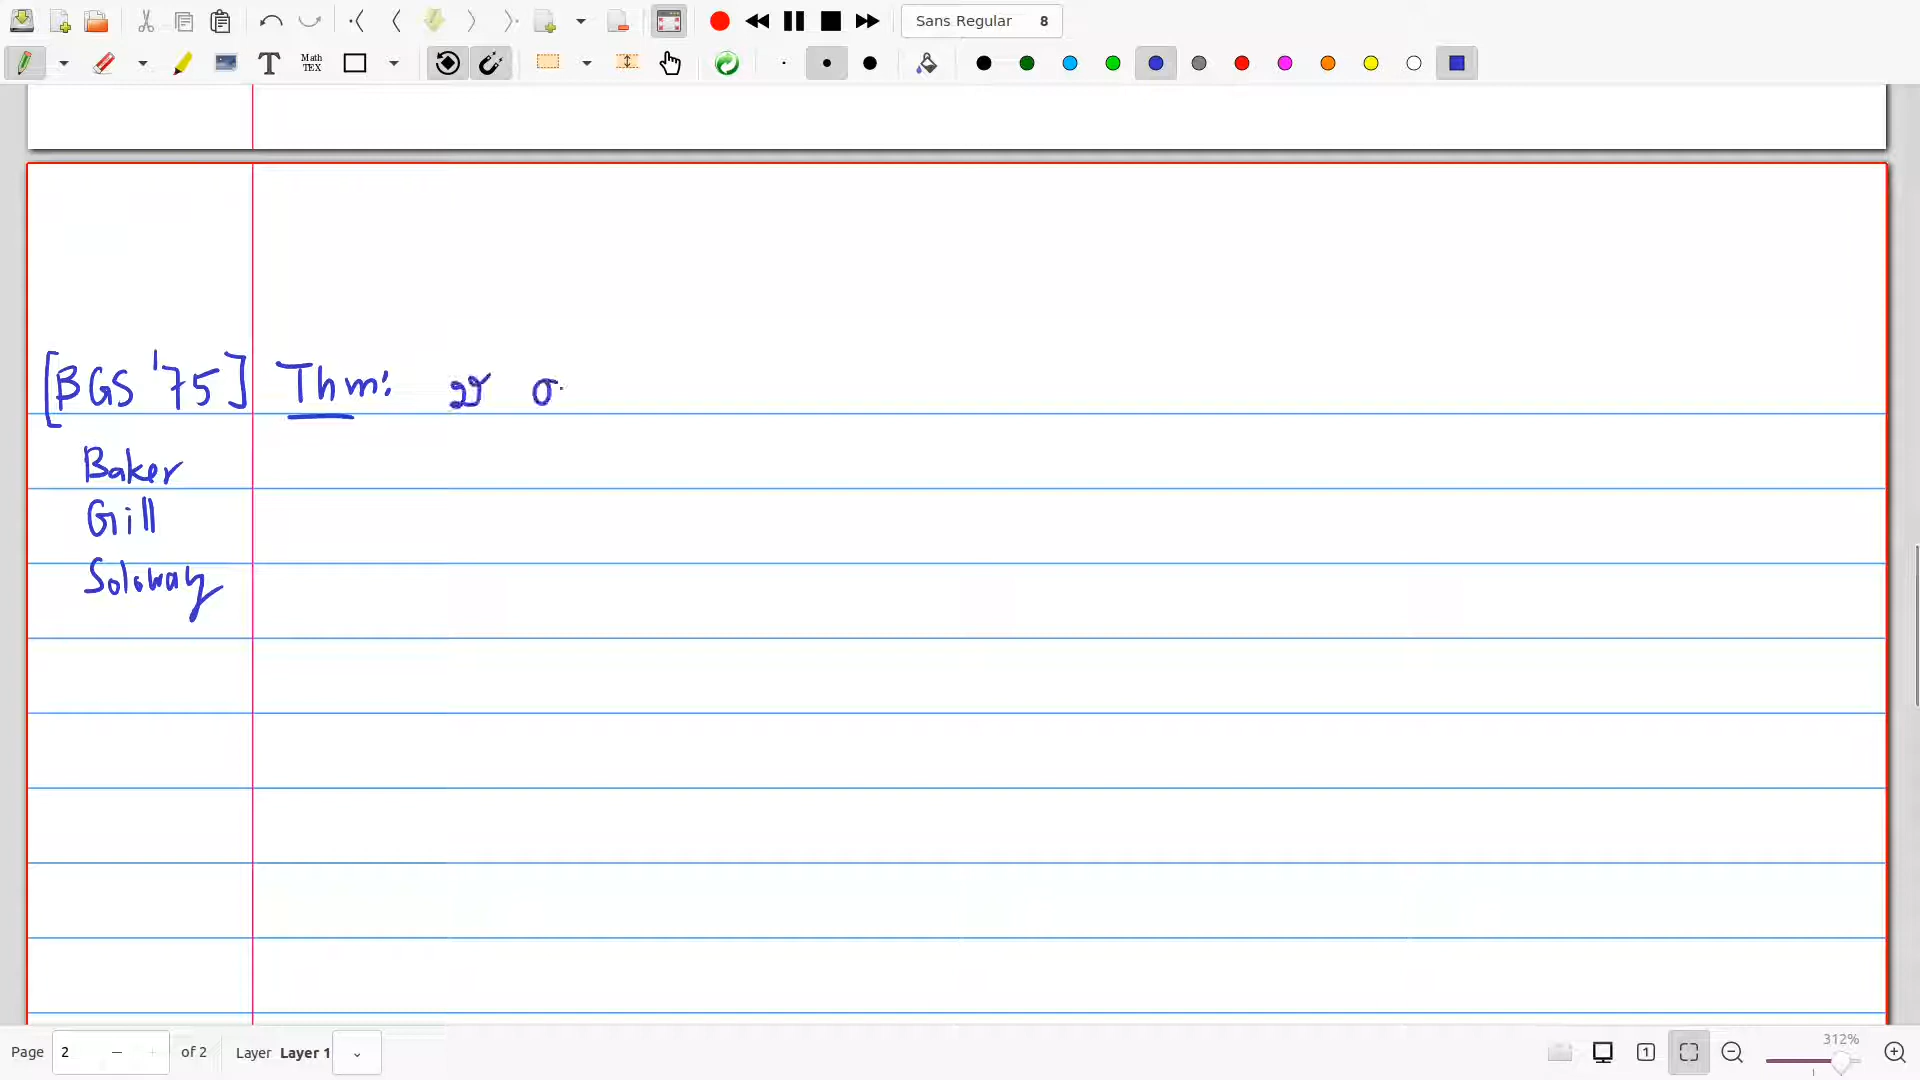 Sans Regular 8
Math
TEX
[BGS '75] Thm:
Baker
Gill
Soloway
Page 2 of 2 Layer Layer 1
1
312%